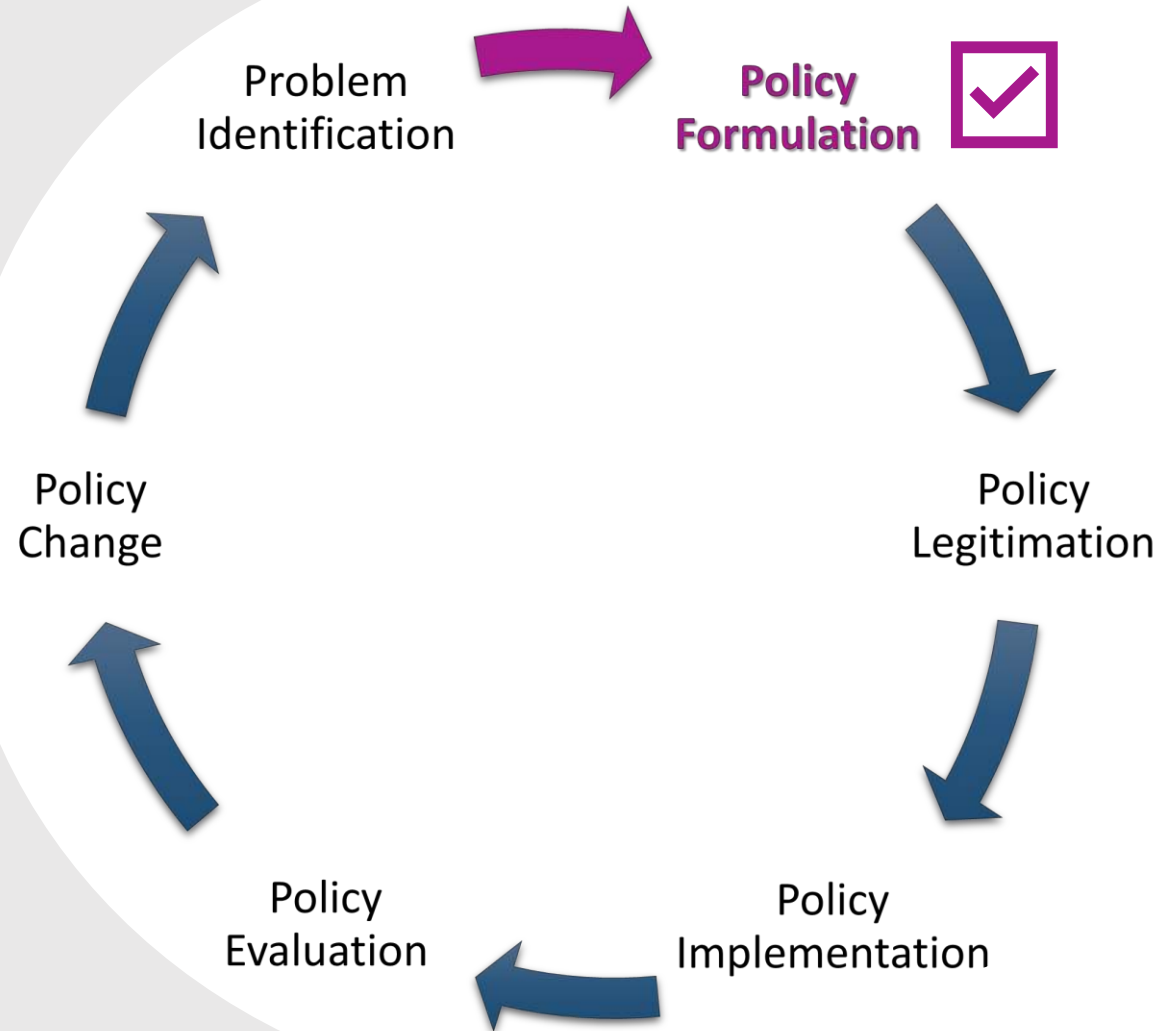 Problem
Identification
Policy
Formulation
Policy
Legitimation
Policy
Implementation
Policy
Evaluation
Policy
Change